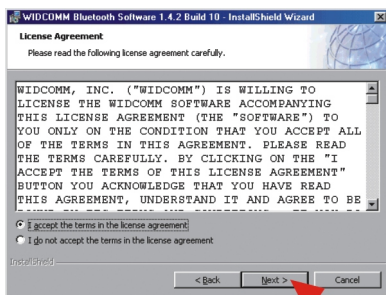 WIDCOMM Bluetooth Software 1.4.2 Build 10 - InstallShield Wizard
License Agreement
Please read the following license agreement carefully.
WIDCOMM, INC. ("WIDCOMM") IS WILLING TO
LICENSE THE WIDCOMM SOFTWARE ACCOMPANYING
THIS LICENSE AGREEMENT (THE "SOFTWARE") TO
YOU ONLY ON THE CONDITION THAT YOU ACCEPT ALL
OF THE TERMS IN THIS AGREEMENT. PLEASE READ
THE TERMS CAREFULLY. BY CLICKING ON THE "I
ACCEPT THE TERMS OF THIS LICENSE AGREEMENT"
BUTTON YOU ACKNOWLEDGE THAT YOU HAVE READ
THIS AGREEMENT, UNDERSTAND IT AND AGREE TO BE
I accept the terms in the license agreement
I do not accept the terms in the license agreement
InstallShield
< Back
Next >
Cancel